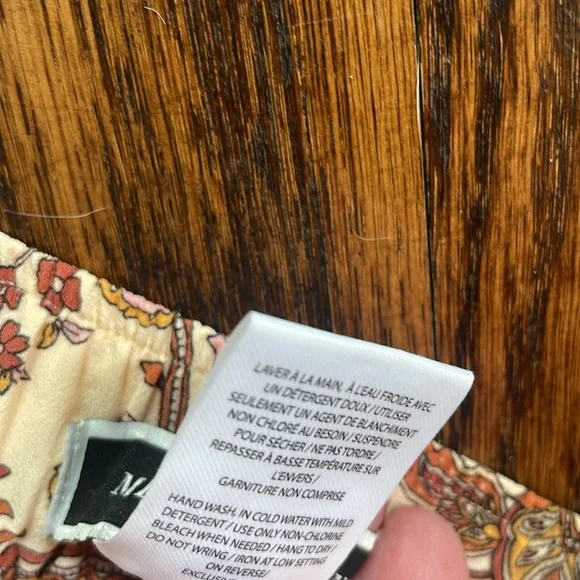 LAVER À LA MAIN, À L'EAU FROIDE AVEC
UN DÉTERGENT DOUX / UTILISER
SEULEMENT UN AGENT DE BLANCHIMENT
NON CHLORÉ AU BESOIN / SUSPENDRE
POUR SÉCHER / NE PAS TORDRE /
REPASSER À BASSE TEMPÉRATURE SUR
L'ENVERS /
GARNITURE NON COMPRISE
HAND WASH, IN COLD WATER WITH MILD
DETERGENT / USE ONLY NON-CHLORINE
BLEACH WHEN NEEDED / HANG TO DRY /
DO NOT WRING / IRON AT LOW SETTING
ON REVERSE /